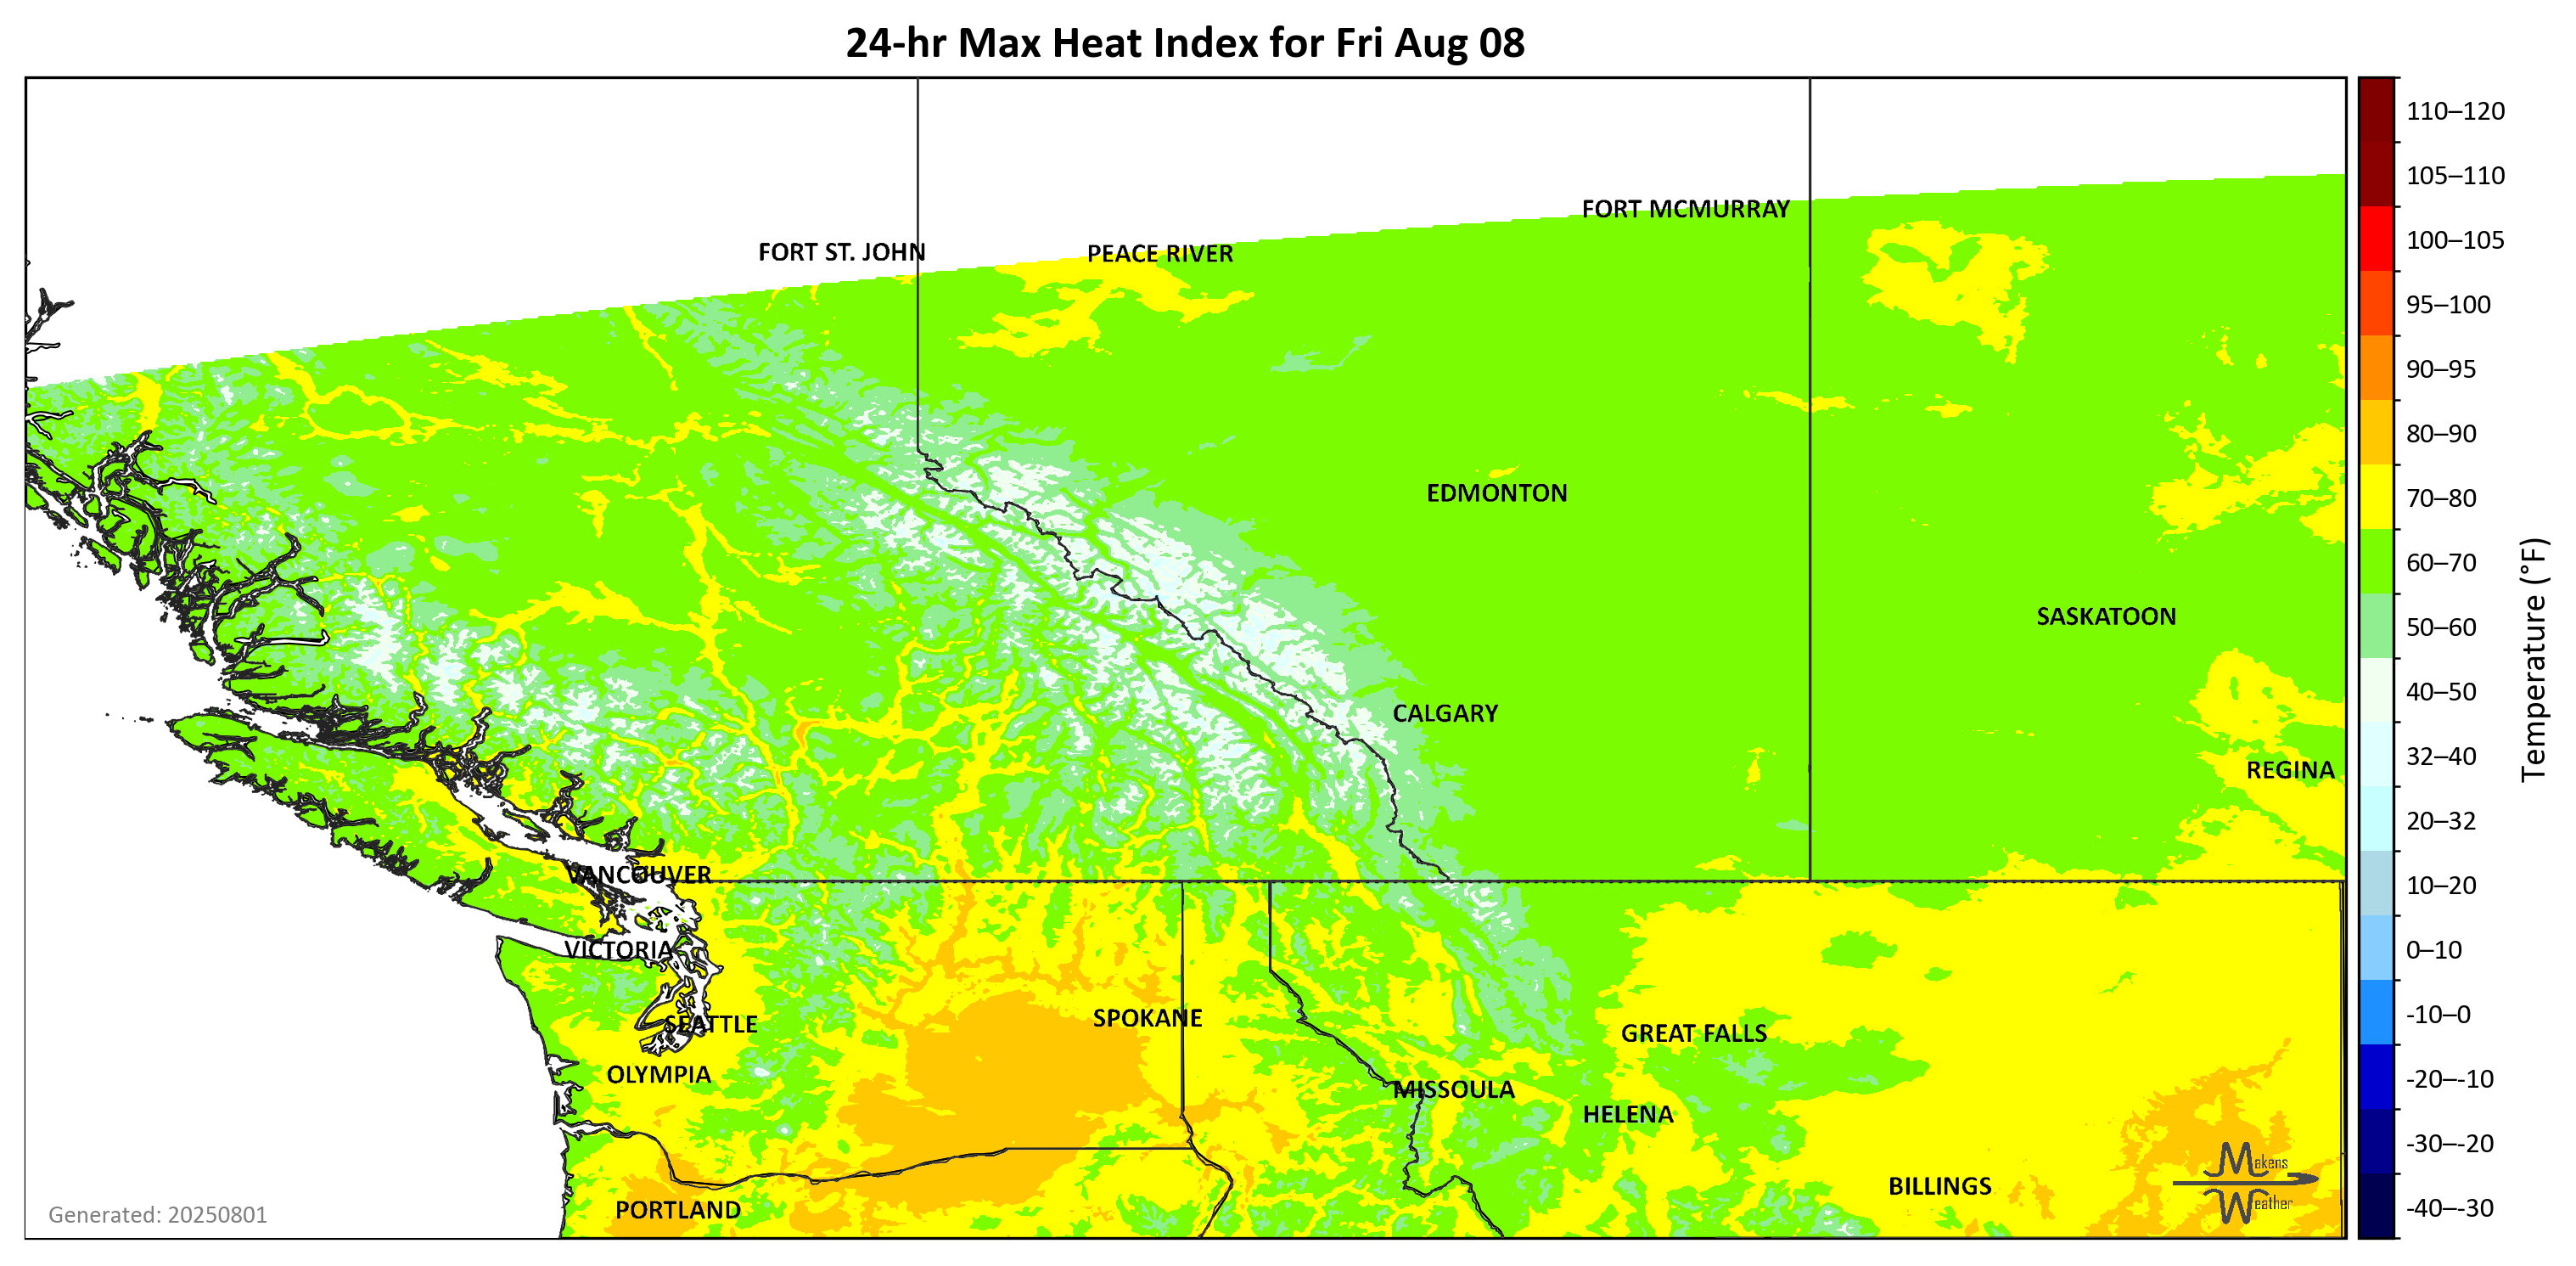 24-hr Max Heat Index for Fri Aug 08
FORT MCMURRAY
FORT ST. JOHN
PEACE RIVER
EDMONTON
SASKATOON
CALGARY
REGINA
VANCOUVER
VICTORIA
SEATTLE
SPOKANE
GREAT FALLS
OLYMPIA
MISSOULA
HELENA
BILLINGS
PORTLAND
Makens
Weather
Generated: 20250801
110–120
105–110
100–105
95–100
90–95
80–90
70–80
60–70
50–60
40–50
32–40
20–32
10–20
0–10
-10–0
-20–-10
-30–-20
-40–-30
Temperature (°F)